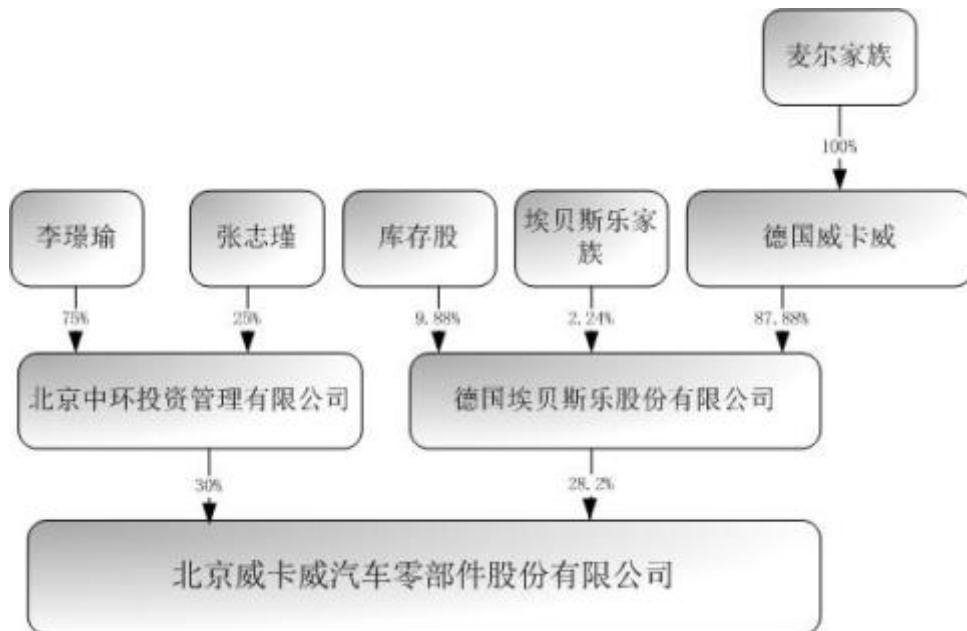 麦尔家族
100%
李璟瑜
张志瑾
库存股
埃贝斯乐家
族
德国威卡威
75%
25%
9.88%
2.24%
87.88%
北京中环投资管理有限公司
德国埃贝斯乐股份有限公司
30%
28.2%
北京威卡威汽车零部件股份有限公司